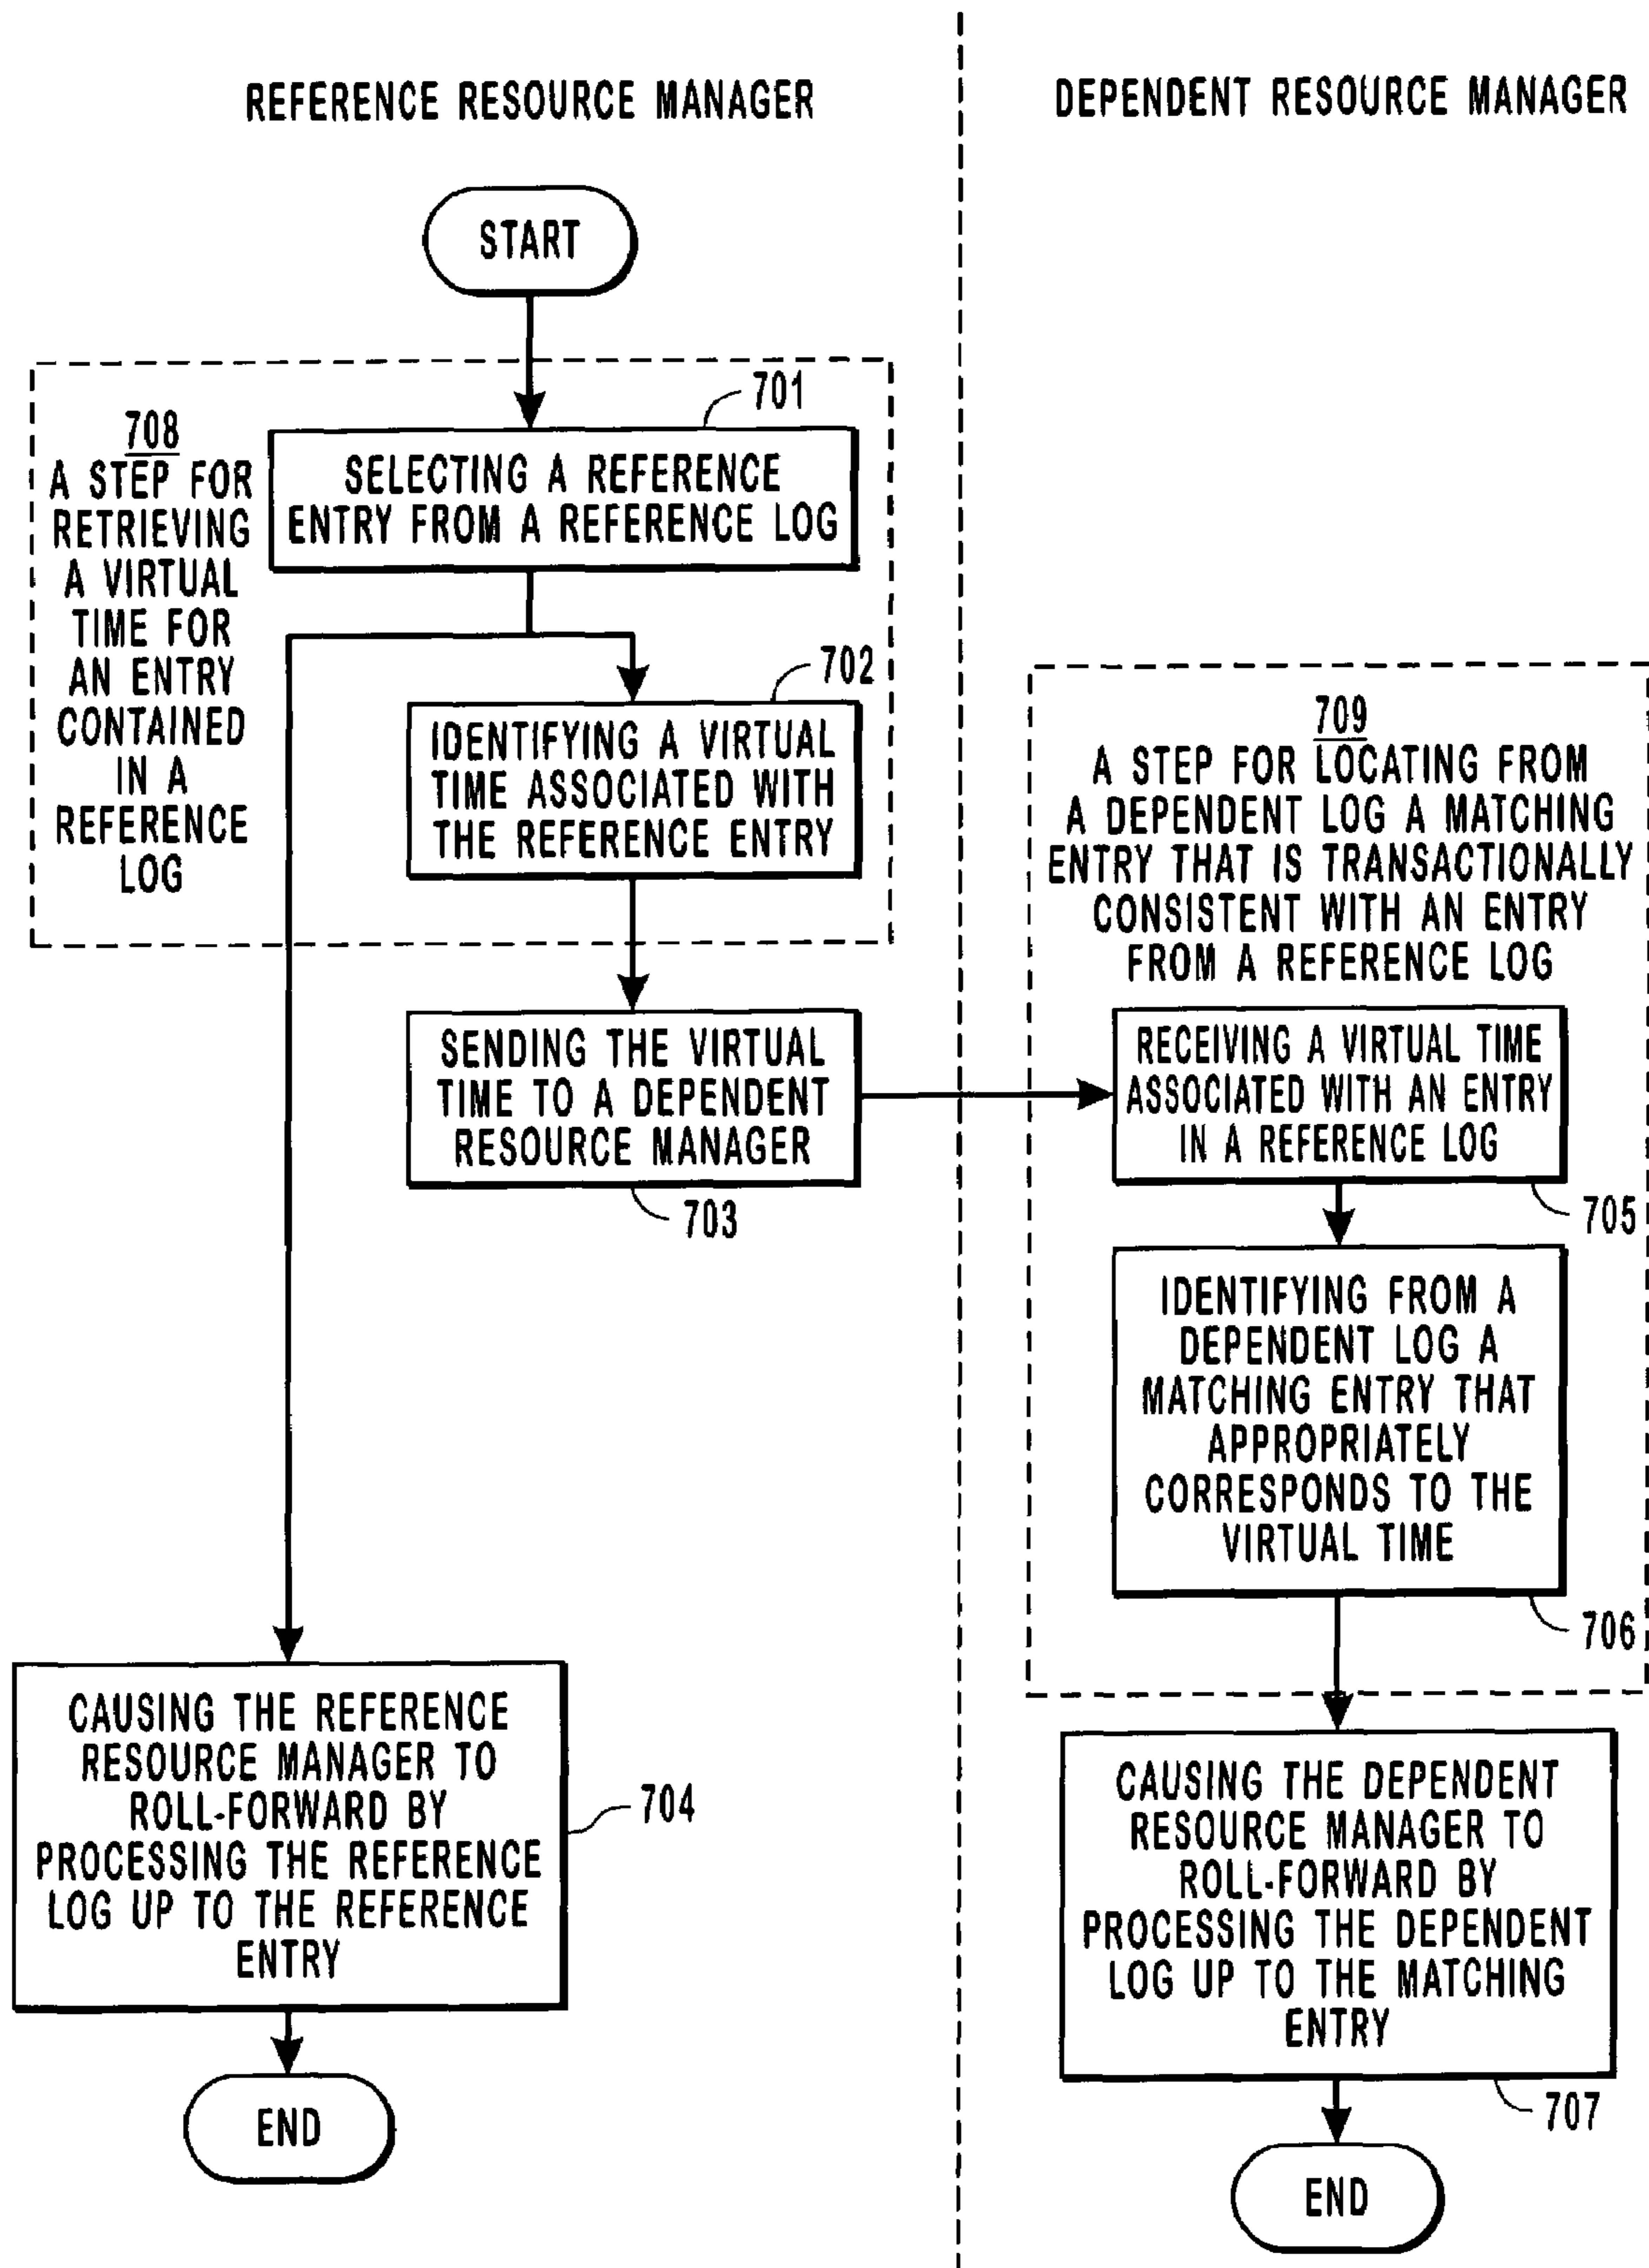 REFERENCE RESOURCE MANAGER
DEPENDENT RESOURCE MANAGER
START
701
708
A STEP FOR
RETRIEVING
A VIRTUAL
TIME FOR
AN ENTRY
CONTAINED
IN A
REFERENCE
LOG
SELECTING A REFERENCE
ENTRY FROM A REFERENCE LOG
702
IDENTIFYING A VIRTUAL
TIME ASSOCIATED WITH
THE REFERENCE ENTRY
SENDING THE VIRTUAL
TIME TO A DEPENDENT
RESOURCE MANAGER
703
709
A STEP FOR LOCATING FROM
A DEPENDENT LOG A MATCHING
ENTRY THAT IS TRANSACTIONALLY
CONSISTENT WITH AN ENTRY
FROM A REFERENCE LOG
RECEIVING A VIRTUAL TIME
ASSOCIATED WITH AN ENTRY
IN A REFERENCE LOG
705
IDENTIFYING FROM A
DEPENDENT LOG A
MATCHING ENTRY THAT
APPROPRIATELY
CORRESPONDS TO THE
VIRTUAL TIME
706
CAUSING THE REFERENCE
RESOURCE MANAGER TO
ROLL-FORWARD BY
PROCESSING THE REFERENCE
LOG UP TO THE REFERENCE
ENTRY
704
END
CAUSING THE DEPENDENT
RESOURCE MANAGER TO
ROLL-FORWARD BY
PROCESSING THE DEPENDENT
LOG UP TO THE MATCHING
ENTRY
707
END